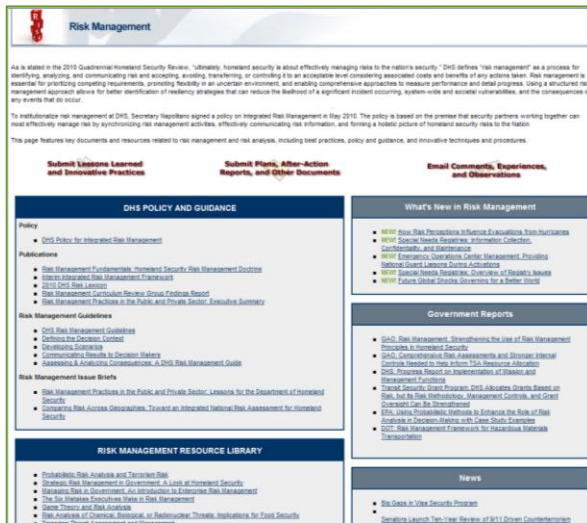 Risk Management
As is stated in the 2010 Quadrennial Homeland Security Review, "ultimately, homeland security is about effectively managing risks to the nation's security." DHS defines "risk management" as a process for
identifying, analyzing, and communicating risk and accepting, avoiding, transferring, or controlling it to an acceptable level considering associated costs and benefits of any actions taken. Risk management is
essential for prioritizing competing requirements, promoting flexibility in an uncertain environment, and enabling comprehensive approaches to measure performance and detail progress. Using a structured ris
management approach allows for better identification of resiliency strategies that can reduce the likelihood of a significant incident occurring, system-wide and societal vulnerabilities, and the consequences o
any events that do occur.
To institutionalize risk management at DHS, Secretary Napolitano signed a policy on Integrated Risk Management in May 2010. The policy is based on the premise that security partners working together can
most effectively manage risk by synchronizing risk management activities, effectively communicating risk information, and forming a holistic picture of homeland security risks to the Nation.
This page features key documents and resources related to risk management and risk analysis, including best practices, policy and guidance, and innovative techniques and procedures.
Submit Lessons Learned
and Innovative Practices
Submit Plans, After-Action
Reports, and Other Documents
Email Comments, Experiences,
and Observations
DHS POLICY AND GUIDANCE
Policy
DHS Policy for Integrated Risk Management
Publications
Risk Management Fundamentals: Homeland Security Risk Management Doctrine
Interim Integrated Risk Management Framework
2010 DHS Risk Lexicon
Risk Management Curriculum Review Group Findings Report
Risk Management Practices in the Public and Private Sector: Executive Summary
Risk Management Guidelines
DHS Risk Management Guidelines
Defining the Decision Context
Developing Scenarios
Communicating Results to Decision Makers
Assessing & Analyzing Consequences: A DHS Risk Management Guide
Risk Management Issue Briefs
Risk Management Practices in the Public and Private Sector: Lessons for the Department of Homeland
Security
Comparing Risk Across Geographies: Toward an Integrated National Risk Assessment for Homeland
Security
RISK MANAGEMENT RESOURCE LIBRARY
Probabilistic Risk Analysis and Terrorism Risk
Strategic Risk Management in Government: A Look at Homeland Security
Managing Risk in Government: An Introduction to Enterprise Risk Management
The Six Mistakes Executives Make in Risk Management
Game Theory and Risk Analysis
Risk Analysis of Chemical, Biological, or Radionuclear Threats: Implications for Food Security
What's New in Risk Management
NEW! How Risk Perceptions Influence Evacuations from Hurricanes
NEW! Special Needs Registries: Information Collection,
Confidentiality, and Maintenance
NEW! Emergency Operations Center Management: Providing
National Guard Liaisons During Activations
NEW! Special Needs Registries: Overview of Registry Issues
NEW! Future Global Shocks Governing for a Better World
Government Reports
GAO: Risk Management: Strengthening the Use of Risk Management
Principles in Homeland Security
GAO: Comprehensive Risk Assessments and Stronger Internal
Controls Needed to Help Inform TSA Resource Allocation
DHS: Progress Report on Implementation of Mission and
Management Functions
Transit Security Grant Program: DHS Allocates Grants Based on
Risk, but Its Risk Methodology, Management Controls, and Grant
Oversight Can Be Strengthened
EPA: Using Probabilistic Methods to Enhance the Role of Risk
Analysis in Decision-Making with Case Study Examples
DOT: Risk Management Framework for Hazardous Materials
Transportation
News
Big Gaps in Visa Security Program
Senators Launch Ten-Year Review of 9/11 Driven Counterterrorism